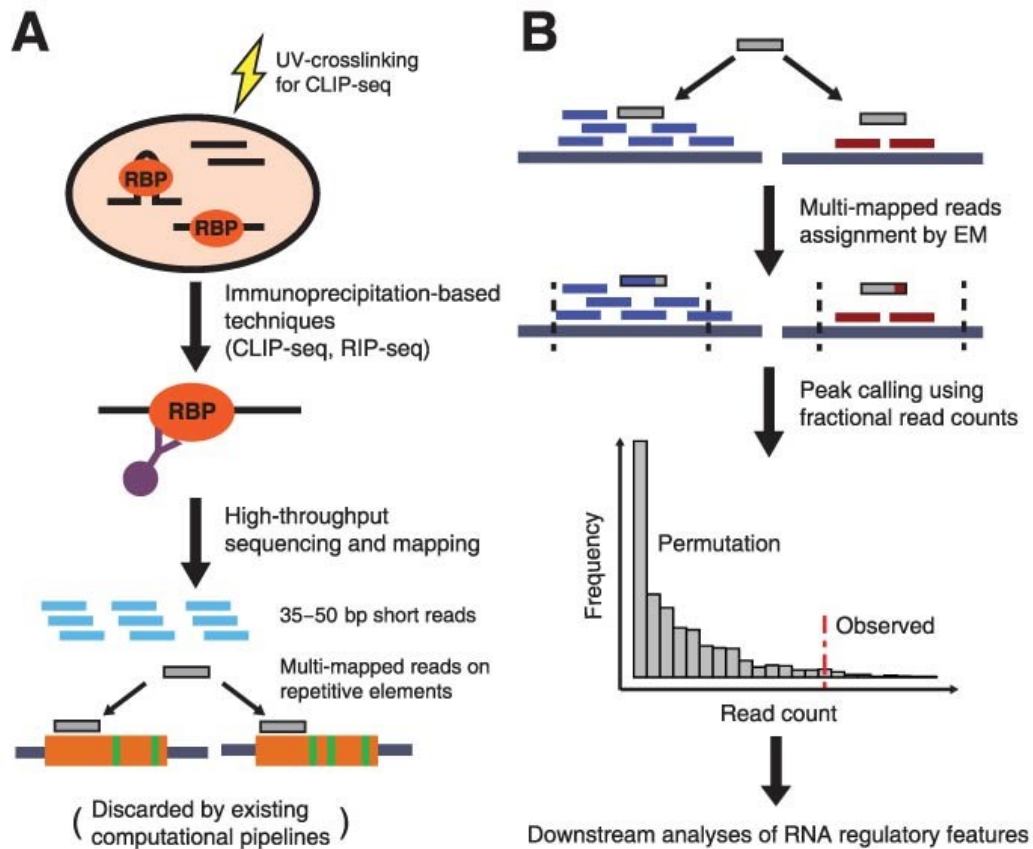 A
UV-crosslinking
for CLIP-seq
RBP
RBP
Immunoprecipitation-based
techniques
(CLIP-seq, RIP-seq)
RBP
High-throughput
sequencing and mapping
35–50 bp short reads
Multi-mapped reads on
repetitive elements
( Discarded by existing
computational pipelines )
B
Multi-mapped reads
assignment by EM
Peak calling using
fractional read counts
Frequency
Permutation
Observed
Read count
Downstream analyses of RNA regulatory features